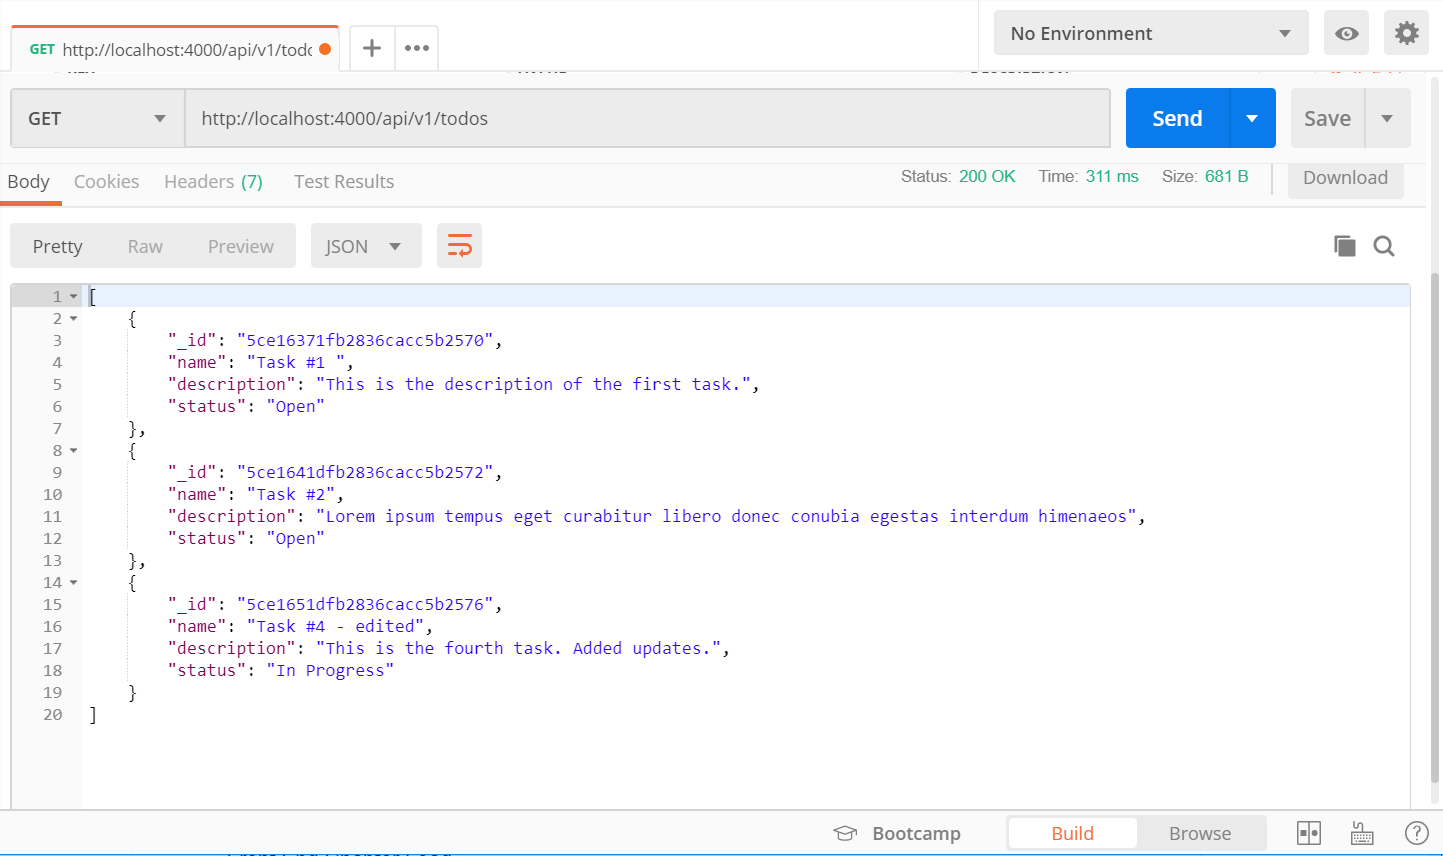 GET http://localhost:4000/api/v1/todo
No Environment
GET http://localhost:4000/api/v1/todos Send Save
Body Cookies Headers (7) Test Results Status: 200 OK Time: 311 ms Size: 681 B Download
Pretty Raw Preview JSON
1 [
2 {
3 "_id": "5ce16371fb2836cacc5b2570",
4 "name": "Task #1 ",
5 "description": "This is the description of the first task.",
6 "status": "Open"
7 },
8 {
9 "_id": "5ce1641dfb2836cacc5b2572",
10 "name": "Task #2",
11 "description": "Lorem ipsum tempus eget curabitur libero donec conubia egestas interdum himenaeos",
12 "status": "Open"
13 },
14 {
15 "_id": "5ce1651dfb2836cacc5b2576",
16 "name": "Task #4 - edited",
17 "description": "This is the fourth task. Added updates.",
18 "status": "In Progress"
19 }
20 ]
Bootcamp Build Browse